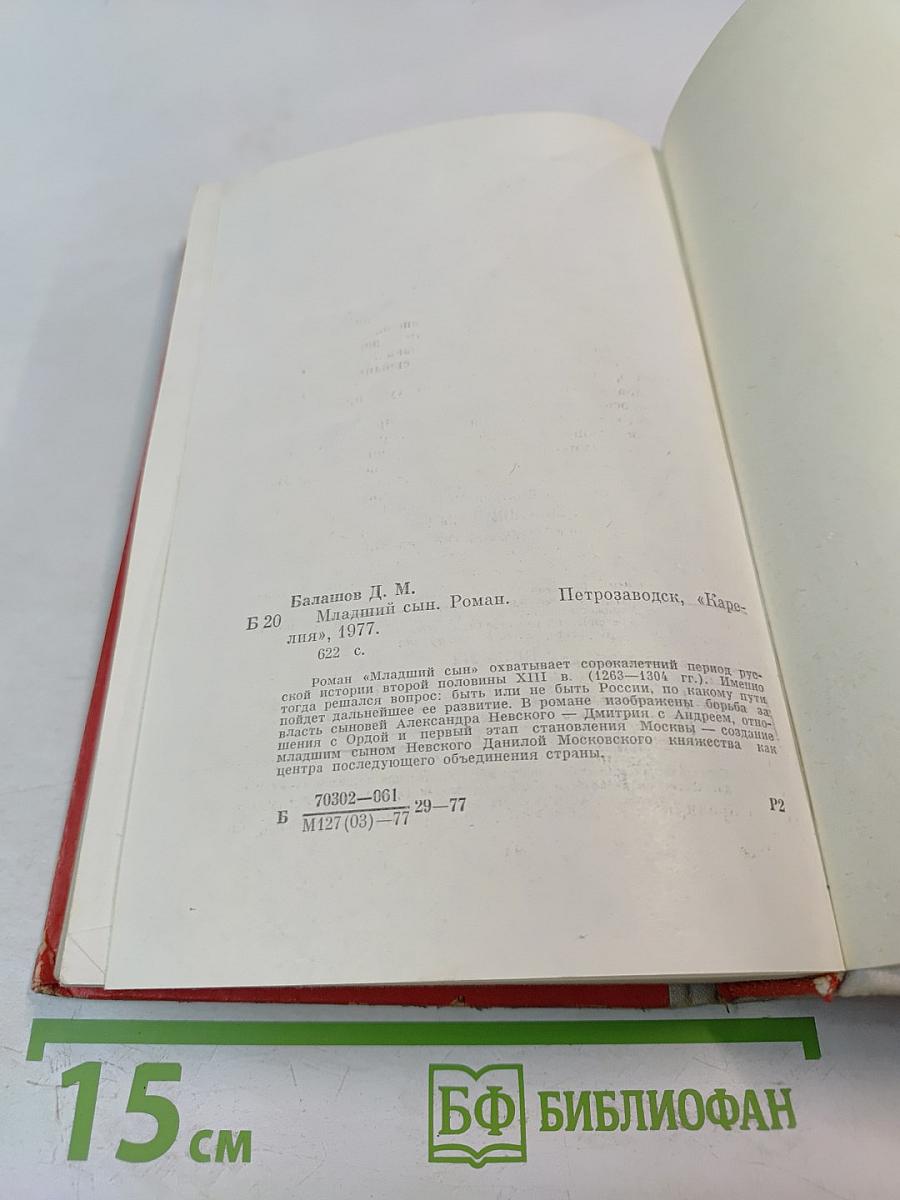 Балашов Д. М.
Б 20 Младший сын. Роман. Петрозаводск, «Каре-
лия», 1977.
622 с.
Роман «Младший сын» охватывает сорокалетний период рус-
ской истории второй половины XIII в. (1263—1304 гг.). Именно
тогда решался вопрос: быть или не быть России, по какому пути
пойдет дальнейшее ее развитие. В романе изображены борьба за
власть сыновей Александра Невского — Дмитрия с Андреем, отно-
шения с Ордой и первый этап становления Москвы — создание
младшим сыном Невского Данилой Московского княжества как
центра последующего объединения страны.
Б 70302—061 29—77 Р2
М127(03)—77
15 см БФ БИБЛИОФАН